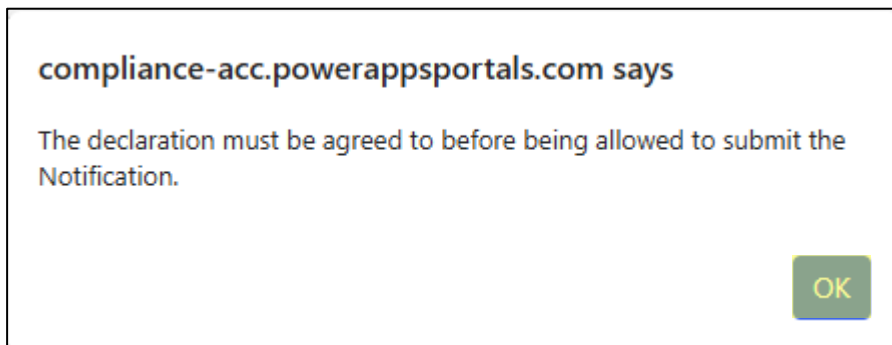 compliance-acc.powerappsportals.com says
The declaration must be agreed to before being allowed to submit the
Notification.
OK